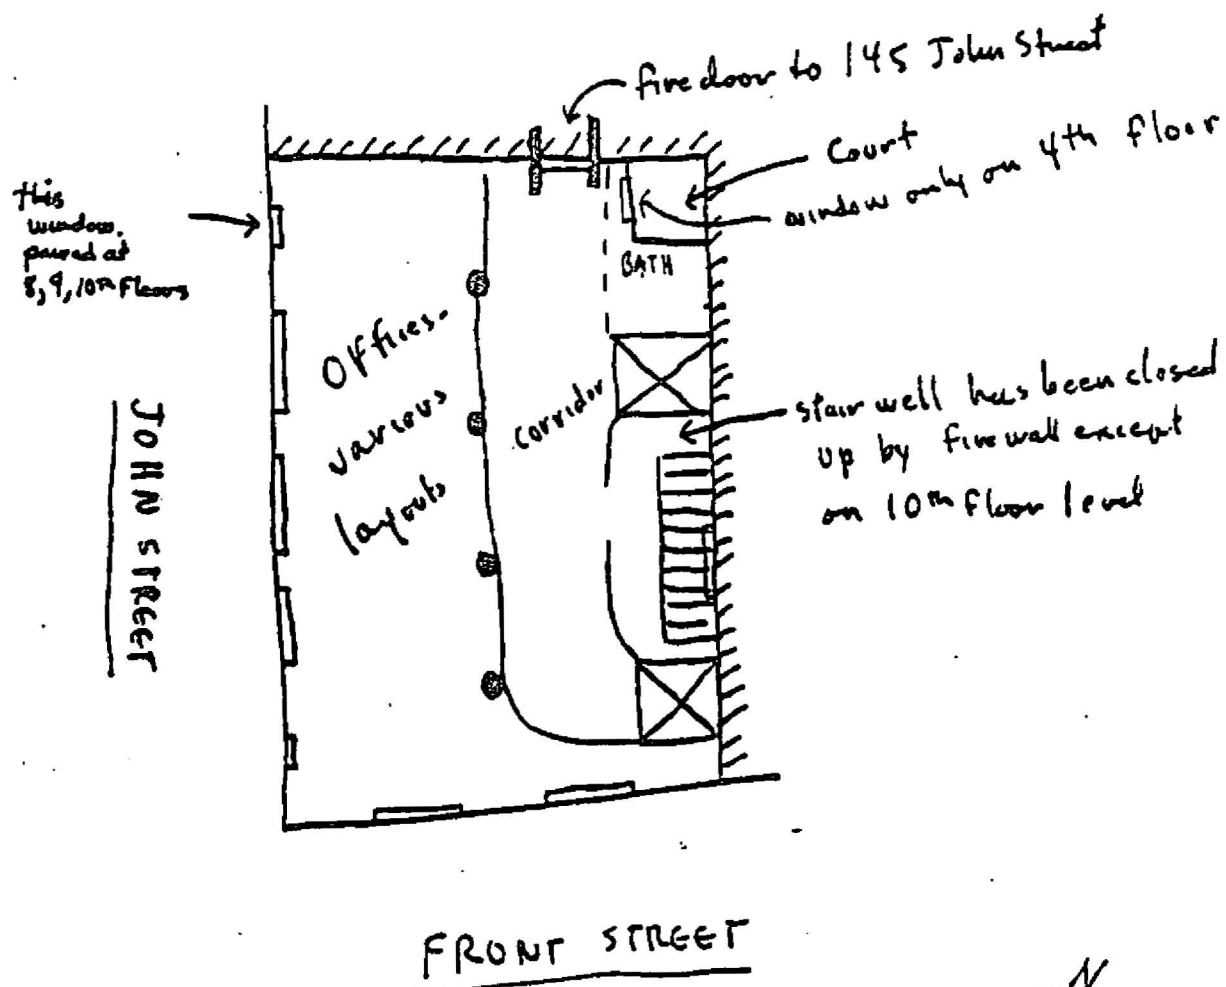 fire door to 145 John Street
Court
window only on 4th floor
this
window.
paired at
8, 9, 10th Floors
BATH
Offices-
various
layouts
corridor
stair well has been closed
up by fire wall except
on 10th Floor level
JOHN STREET
FRONT STREET
N